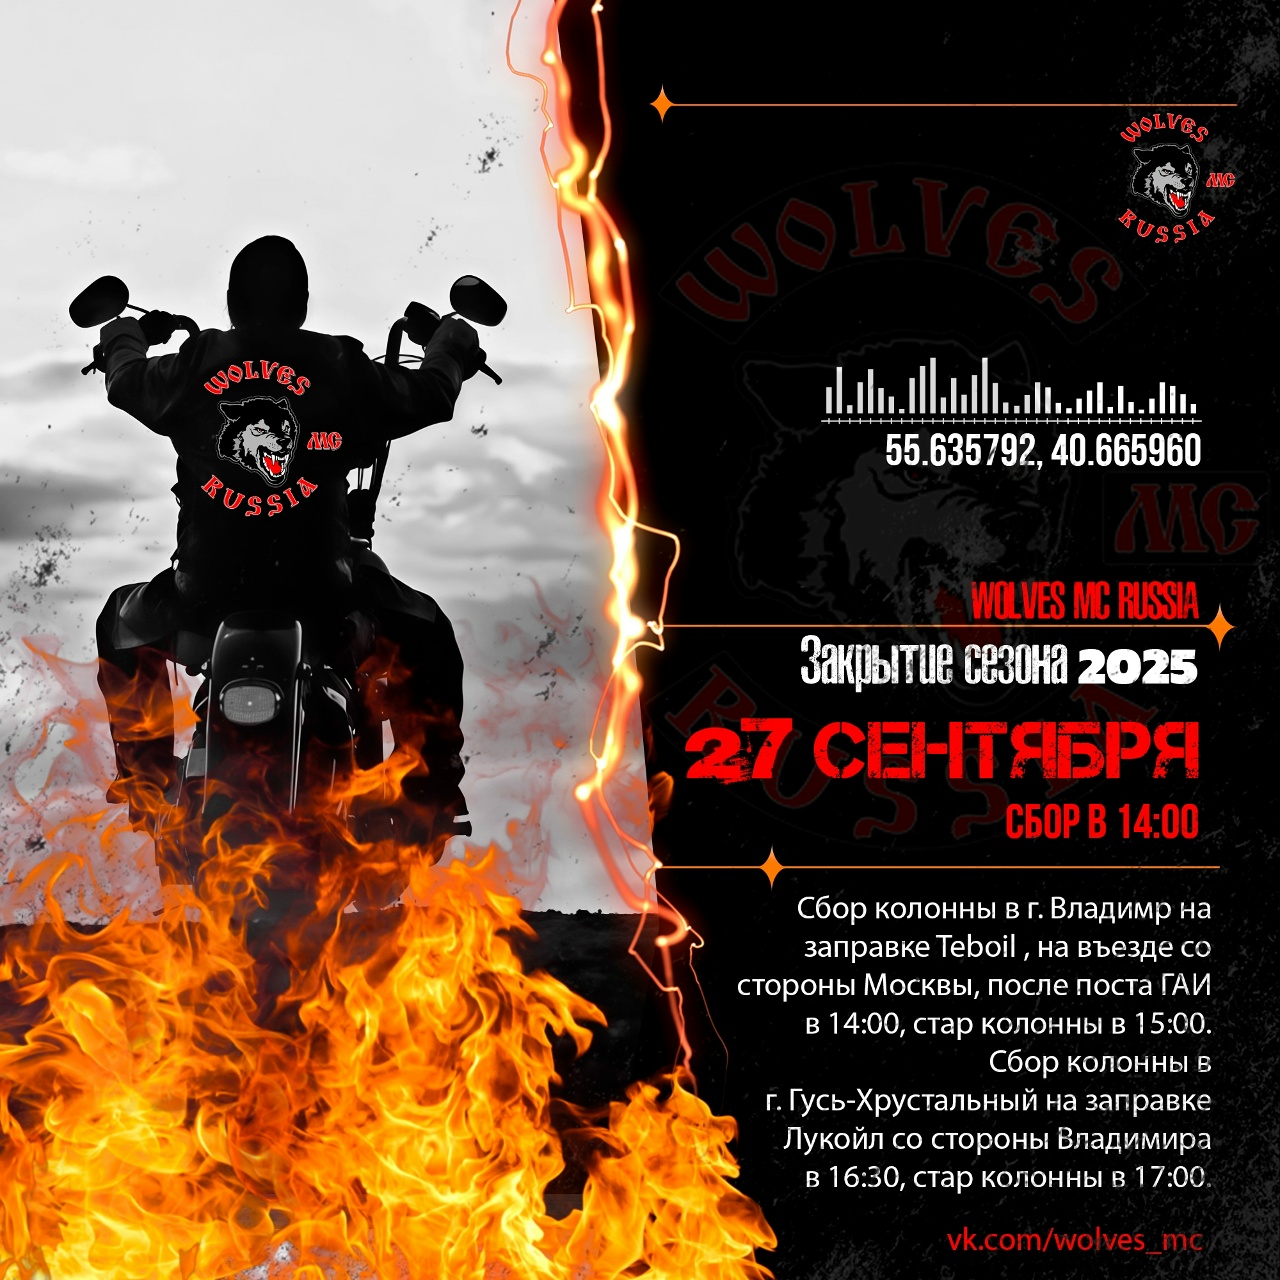 WOLVES
MC
RUSSIA
WOLVES
MC
RUSSIA
WOLVES
MC
RUSSIA
55.635792, 40.665960
WOLVES MC RUSSIA
Закрытие сезона 2025
27 СЕНТЯБРЯ
СБОР В 14:00
Сбор колонны в г. Владимр на
заправке Teboil , на въезде со
стороны Москвы, после поста ГАИ
в 14:00, стар колонны в 15:00.
Сбор колонны в
г. Гусь-Хрустальный на заправке
Лукойл со стороны Владимира
в 16:30, стар колонны в 17:00.
vk.com/wolves_mc